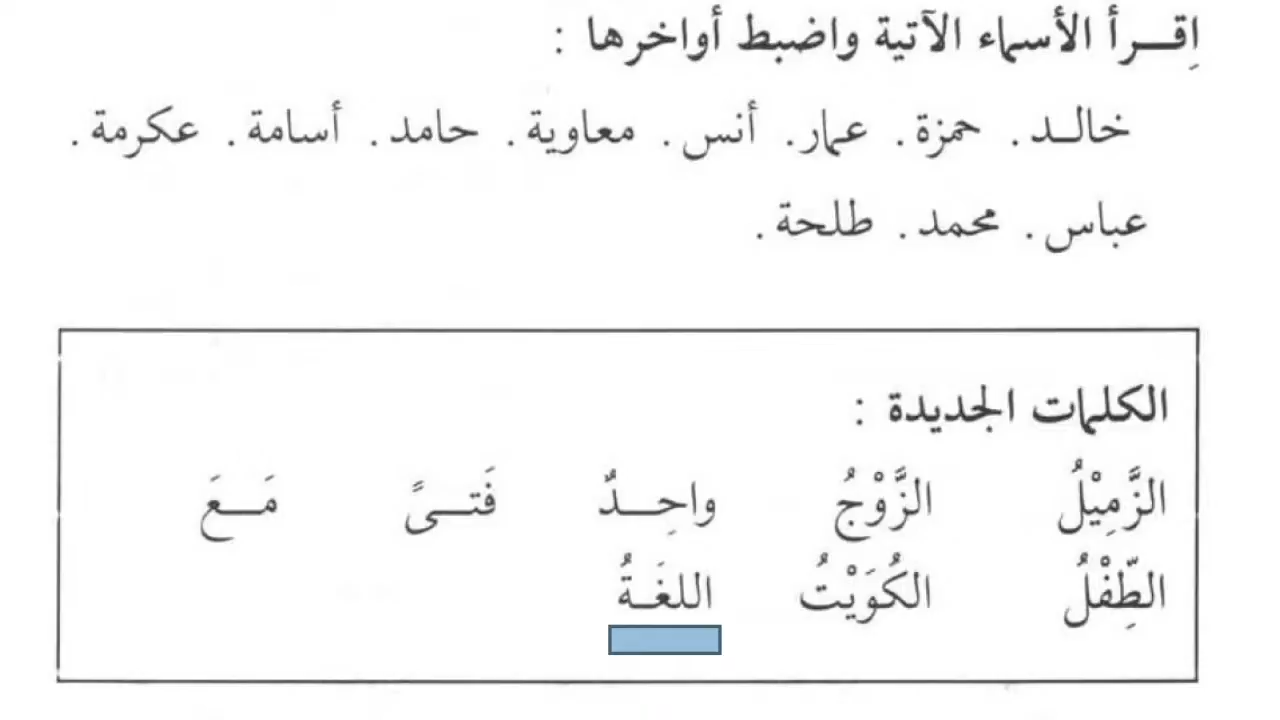 اِقــرأ الأسماء الآتية واضبط أواخرها :
خالـد . حمزة . عمار . أنس . معاوية . حامد . أسامة . عكرمة .
عباس . محمد . طلحة .
الكلمات الجديدة :
الزَّمِيْلُ الزَّوْجُ واحِــدٌ فَتــىً مَــعَ
الطِّفْلُ الكُوَيْتُ اللغَــةُ